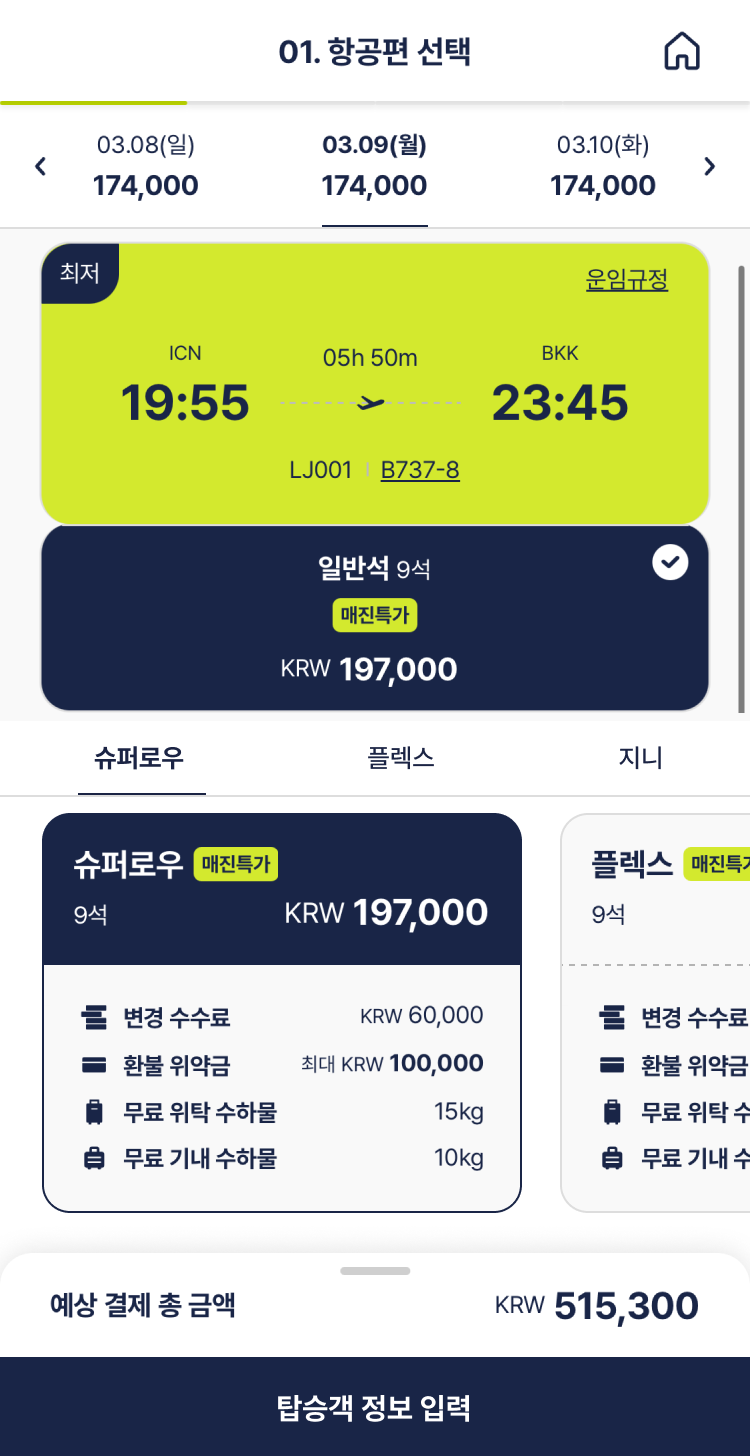 01. 항공편 선택
03.08(일) 03.09(월) 03.10(화)
174,000 174,000 174,000
최저 운임규정
ICN 05h 50m BKK
19:55 23:45
LJ001 B737-8
일반석 9석
매진특가
KRW 197,000
슈퍼로우 플렉스 지니
슈퍼로우 매진특가
9석 KRW 197,000
변경 수수료 KRW 60,000
환불 위약금 최대 KRW 100,000
무료 위탁 수하물 15kg
무료 기내 수하물 10kg
플렉스 매진특가
9석
변경 수수료
환불 위약금
무료 위탁 수
무료 기내 수
예상 결제 총 금액 KRW 515,300
탑승객 정보 입력